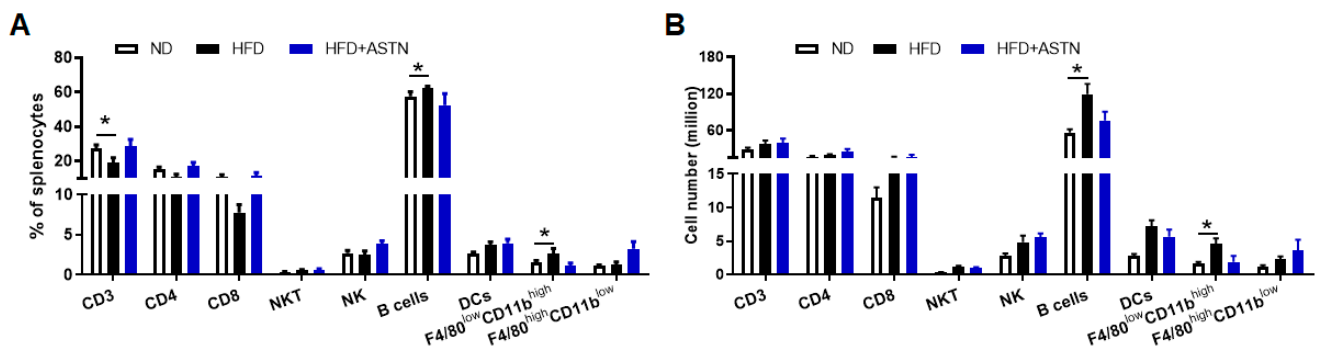 A
ND HFD HFD+ASTN
% of splenocytes
80
60
40
20
10
5
0
*
*
*
CD3 CD4 CD8 NKT NK B cells DCs F4/80lowCD11bhigh F4/80highCD11blow
B
ND HFD HFD+ASTN
Cell number (million)
180
120
60
15
10
5
0
*
*
CD3 CD4 CD8 NKT NK B cells DCs F4/80lowCD11bhigh F4/80highCD11blow